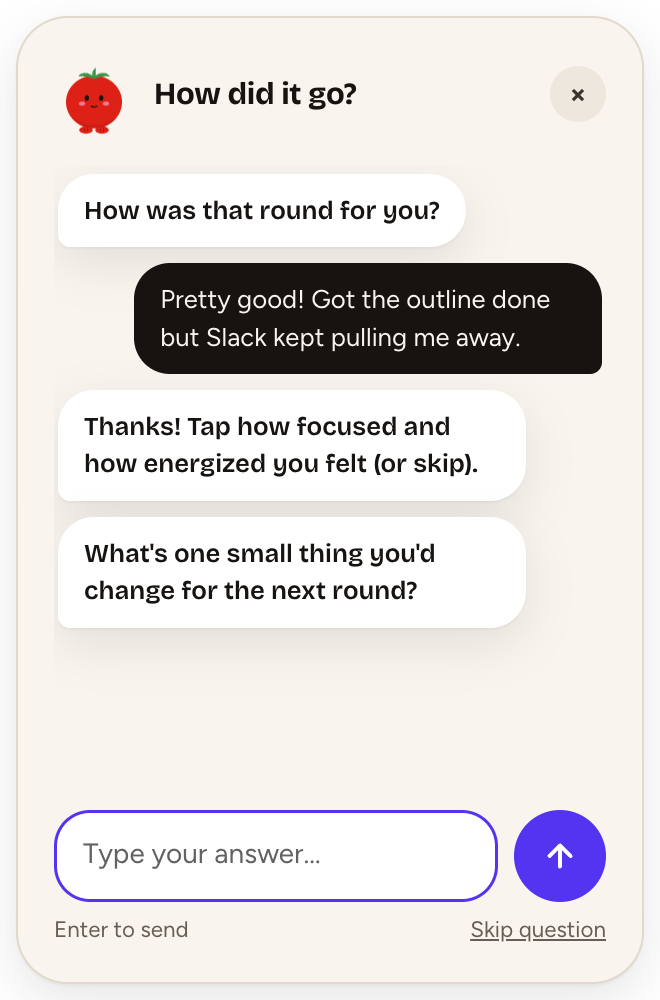 How did it go?
×
How was that round for you?
Pretty good! Got the outline done
but Slack kept pulling me away.
Thanks! Tap how focused and
how energized you felt (or skip).
What's one small thing you'd
change for the next round?
Type your answer...
Enter to send
Skip question